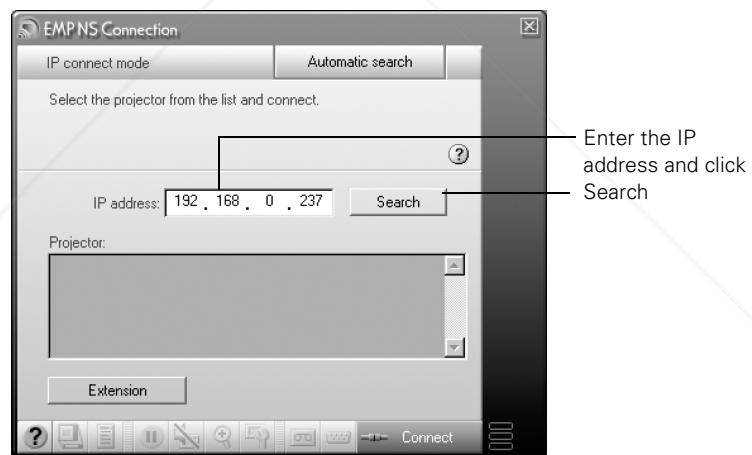 EMP NS Connection
IP connect mode
Automatic search
Select the projector from the list and connect.
?
Enter the IP
address and click
Search
IP address: 192 . 168 . 0 . 237
Search
Projector:
Extension
?
Connect